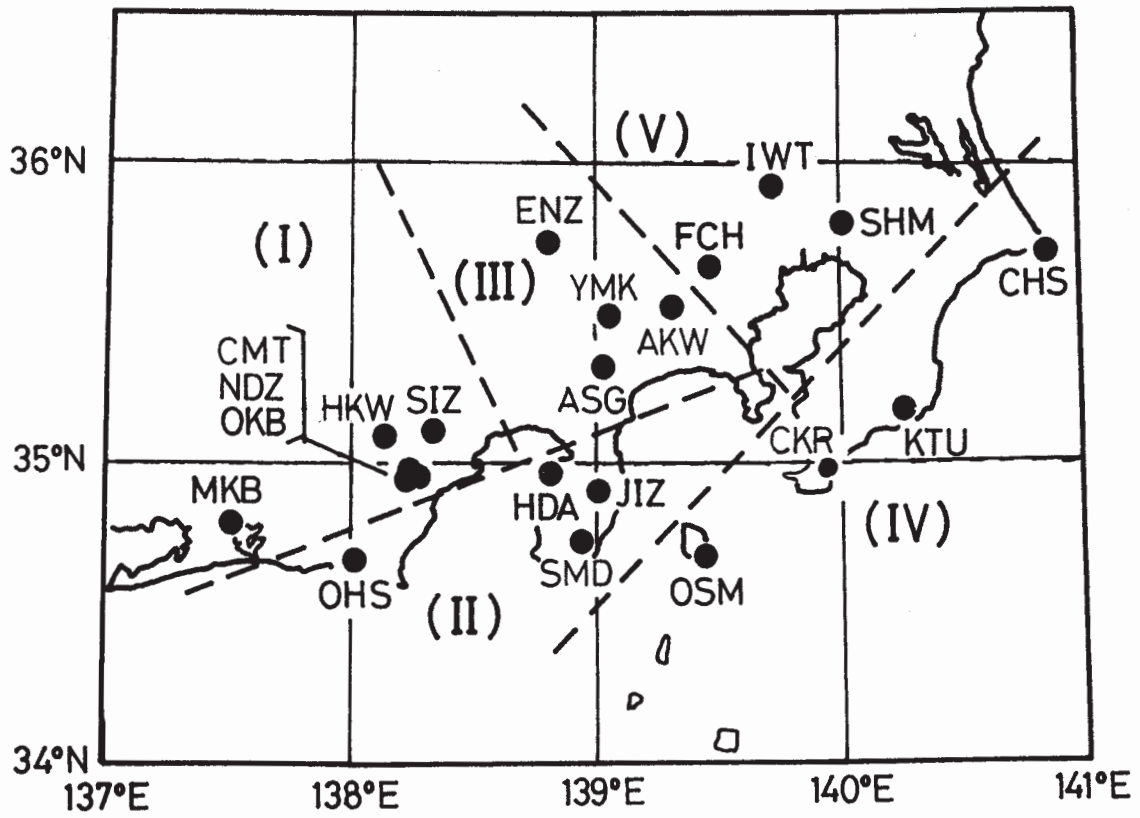 (V)
36°N
IWT
ENZ
SHM
(I)
FCH
(III)
YMK
CHS
AKW
CMT
NDZ
OKB
HKW
SIZ
ASG
CKR
KTU
35°N
MKB
HDA
JIZ
(IV)
SMD
OSM
OHS
(II)
34°N
137°E
138°E
139°E
140°E
141°E